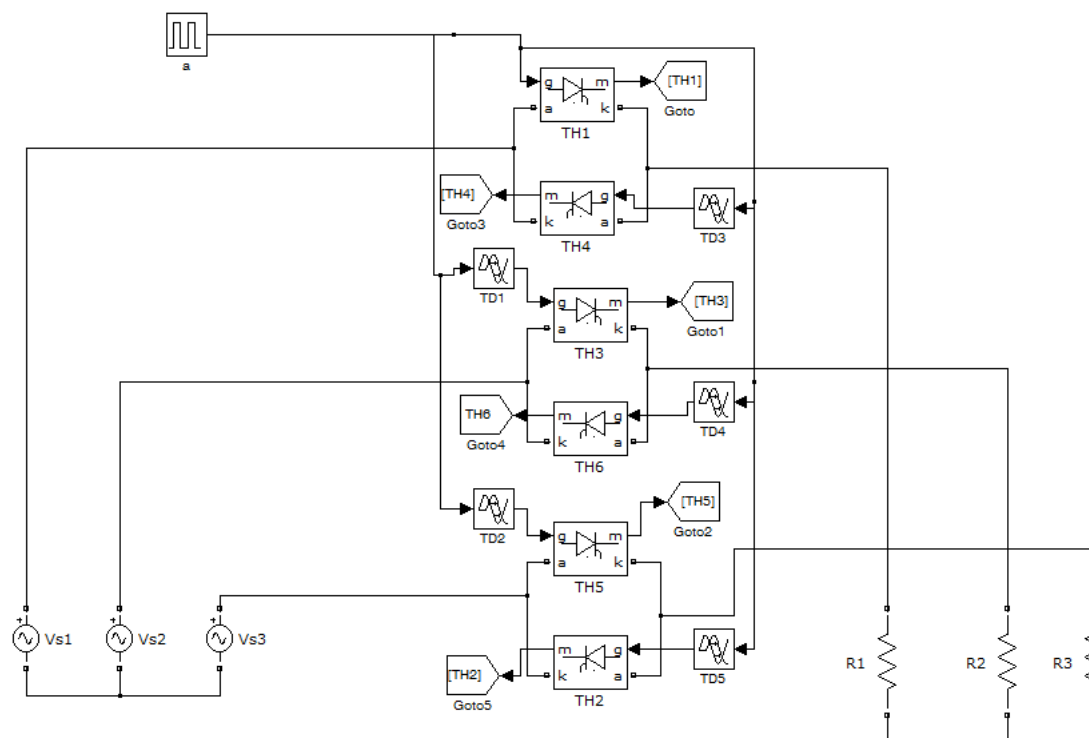 a
g m
a k
TH1
[TH1]
Goto
[TH4]
Goto3
m g
k a
TH4
TD3
TD1
g m
a k
TH3
[TH3]
Goto1
TH6
Goto4
m g
k a
TH6
TD4
TD2
g m
a k
TH5
[TH5]
Goto2
+ Vs1
+ Vs2
+ Vs3
[TH2]
Goto5
m g
k a
TH2
TD5
R1
R2
R3